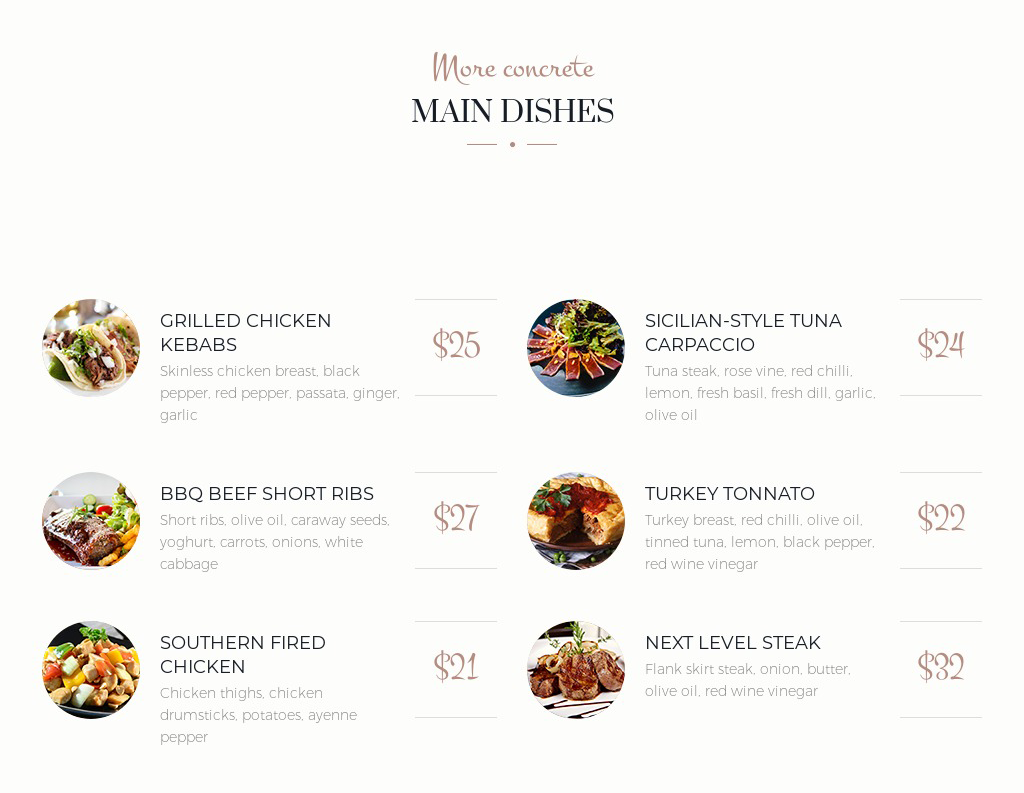 More concrete
MAIN DISHES
GRILLED CHICKEN
KEBABS
Skinless chicken breast, black
pepper, red pepper, passata, ginger,
garlic
$25
SICILIAN-STYLE TUNA
CARPACCIO
Tuna steak, rose vine, red chilli,
lemon, fresh basil, fresh dill, garlic,
olive oil
$24
BBQ BEEF SHORT RIBS
Short ribs, olive oil, caraway seeds,
yoghurt, carrots, onions, white
cabbage
$27
TURKEY TONNATO
Turkey breast, red chilli, olive oil,
tinned tuna, lemon, black pepper,
red wine vinegar
$22
SOUTHERN FIRED
CHICKEN
Chicken thighs, chicken
drumsticks, potatoes, ayenne
pepper
$21
NEXT LEVEL STEAK
Flank skirt steak, onion, butter,
olive oil, red wine vinegar
$32